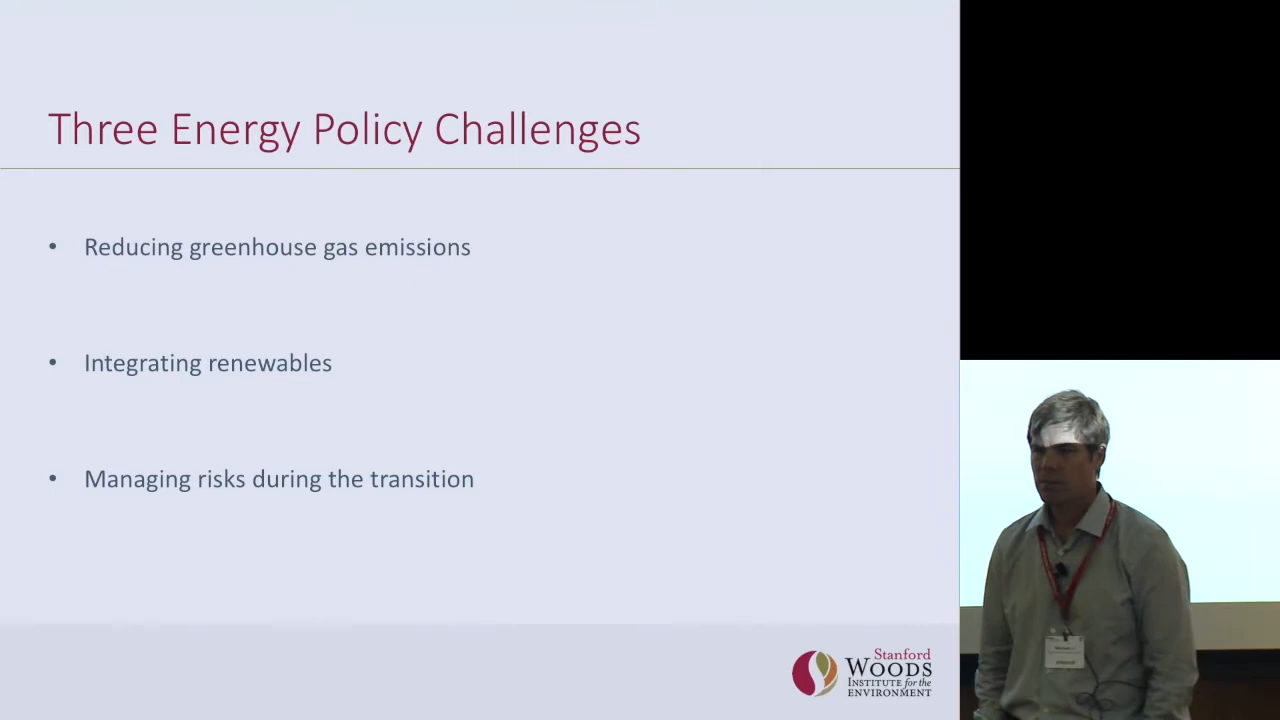 Three Energy Policy Challenges
• Reducing greenhouse gas emissions
• Integrating renewables
• Managing risks during the transition
Stanford
WOODS
INSTITUTE for the
ENVIRONMENT